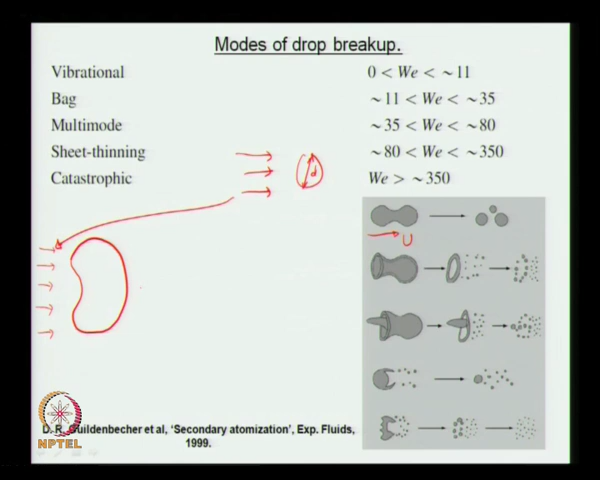 Modes of drop breakup.
Vibrational 0 < We < ~11
Bag ~11 < We < ~35
Multimode ~35 < We < ~80
Sheet-thinning ~80 < We < ~350
Catastrophic We > ~350
d
U
D. R. Guildenbecher et al, ‘Secondary atomization’, Exp. Fluids,
1999.
NPTEL